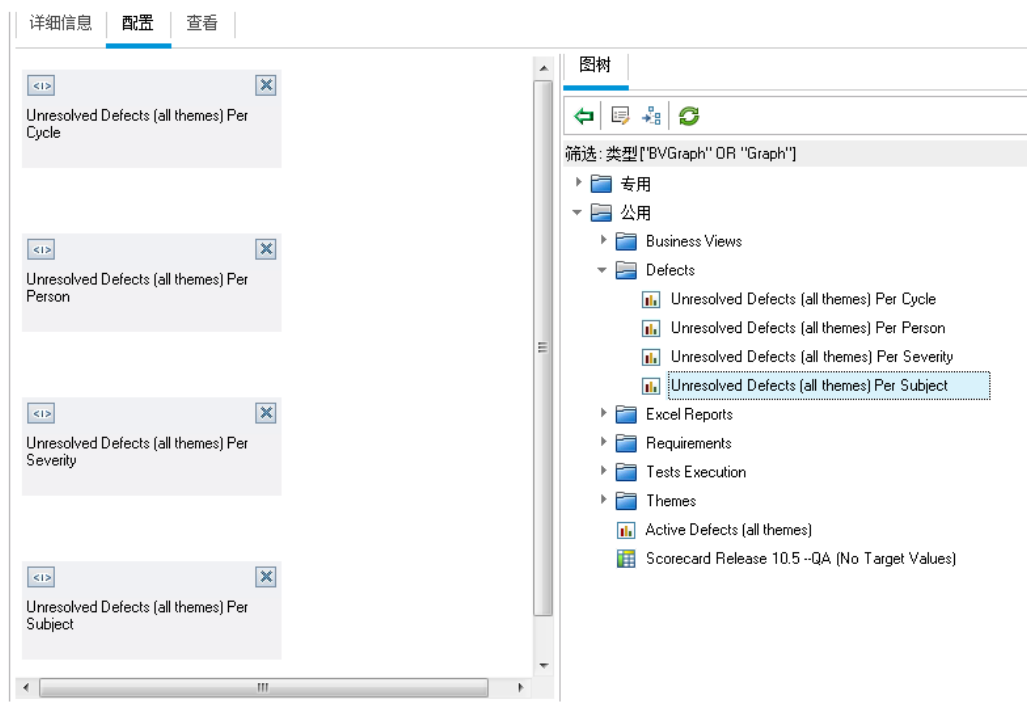 详细信息 配置 查看
Unresolved Defects (all themes) Per
Cycle
Unresolved Defects (all themes) Per
Person
Unresolved Defects (all themes) Per
Severity
Unresolved Defects (all themes) Per
Subject
图树
筛选: 类型["BVGraph" OR "Graph"]
专用
公用
Business Views
Defects
Unresolved Defects (all themes) Per Cycle
Unresolved Defects (all themes) Per Person
Unresolved Defects (all themes) Per Severity
Unresolved Defects (all themes) Per Subject
Excel Reports
Requirements
Tests Execution
Themes
Active Defects (all themes)
Scorecard Release 10.5 --QA (No Target Values)